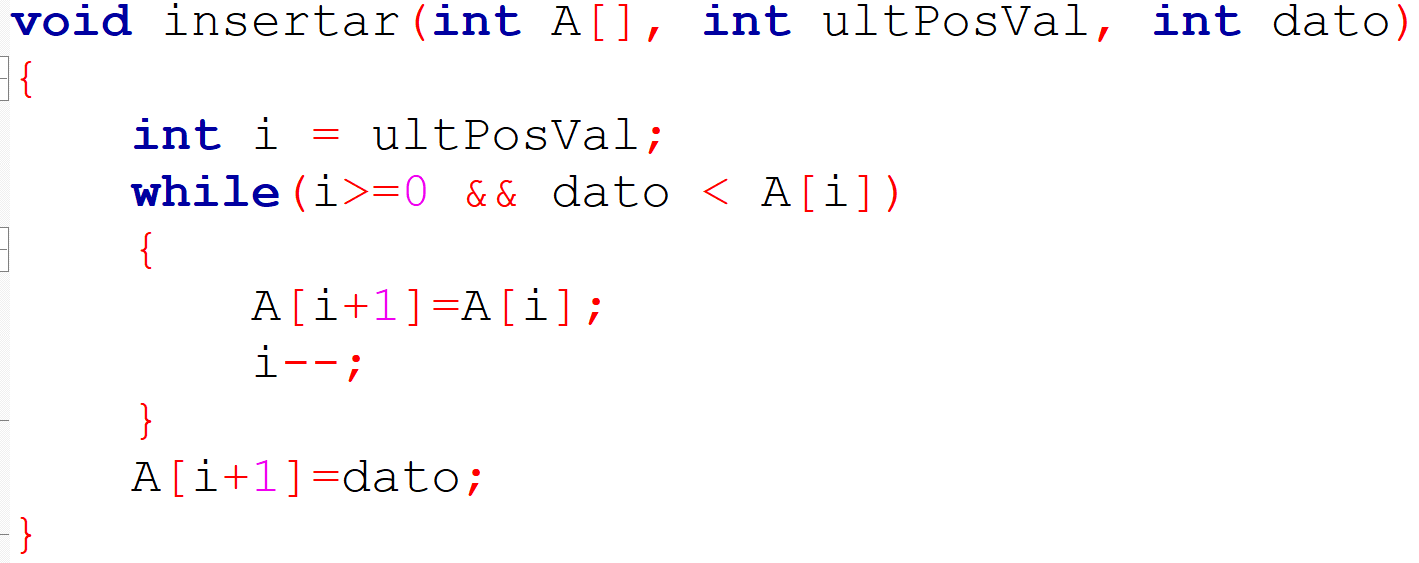 void insertar(int A[], int ultPosVal, int dato)
{
    int i = ultPosVal;
    while(i>=0 && dato < A[i])
    {
        A[i+1]=A[i];
        i--;
    }
    A[i+1]=dato;
}